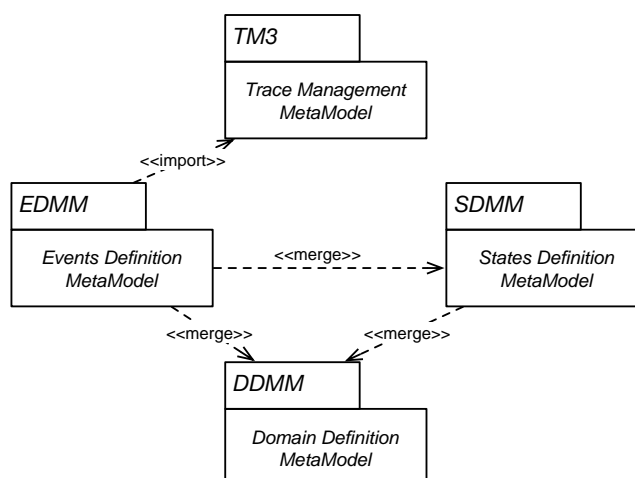 TM3
Trace Management
MetaModel
<<import>>
EDMM
SDMM
Events Definition
MetaModel
<<merge>>
States Definition
MetaModel
<<merge>>
<<merge>>
DDMM
Domain Definition
MetaModel